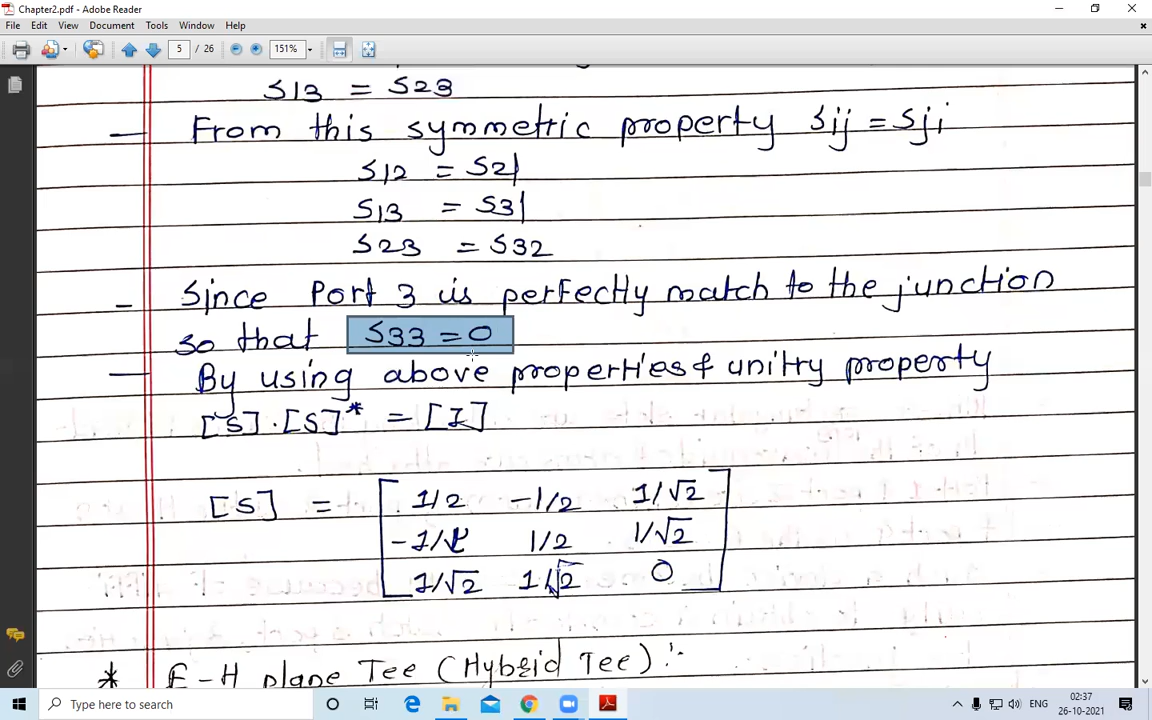 Chapter2.pdf - Adobe Reader
File Edit View Document Tools Window Help
5 / 26 151%
S13 = S23
— From this symmetric property Sij = Sji
S12 = S21
S13 = S31
S23 = S32
- Since Port 3 is perfectly match to the junction
so that S33 = 0
— By using above properties & unitry property
[S].[S]* = [I]
[S] = 1/2 -1/2 1/√2
-1/2 1/2 1/√2
1/√2 1/√2 0
* E-H plane Tee (Hybrid Tee) :-
Type here to search
ENG
02:37
26-10-2021